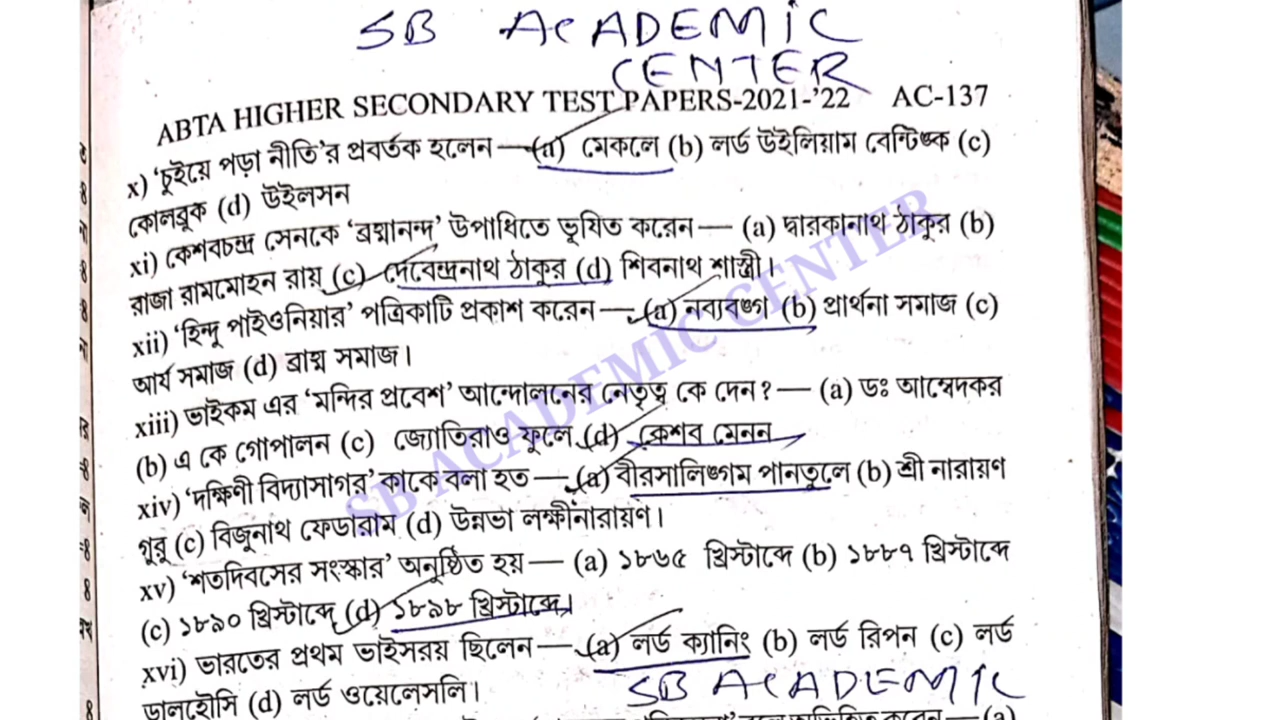 SB ACADEMIC
CENTER
ABTA HIGHER SECONDARY TEST PAPERS-2021-'22 AC-137
x) 'চুইয়ে পড়া নীতি'র প্রবর্তক হলেন — (a) মেকলে (b) লর্ড উইলিয়াম বেন্টিঙ্ক (c)
কোলব্রুক (d) উইলসন
xi) কেশবচন্দ্র সেনকে 'ব্রহ্মানন্দ' উপাধিতে ভূষিত করেন— (a) দ্বারকানাথ ঠাকুর (b)
রাজা রামমোহন রায় (c) দেবেন্দ্রনাথ ঠাকুর (d) শিবনাথ শাস্ত্রী।
xii) 'হিন্দু পাইওনিয়ার' পত্রিকাটি প্রকাশ করেন— (a) নব্যবঙ্গ (b) প্রার্থনা সমাজ (c)
আর্য সমাজ (d) ব্রাহ্ম সমাজ।
xiii) ভাইকম এর 'মন্দির প্রবেশ' আন্দোলনের নেতৃত্ব কে দেন?— (a) ডঃ আম্বেদকর
(b) এ কে গোপালন (c) জ্যোতিরাও ফুলে (d) কেশব মেনন
xiv) 'দক্ষিণী বিদ্যাসাগর' কাকে বলা হত— (a) বীরসালিঙ্গম পানতুলে (b) শ্রী নারায়ণ
গুরু (c) বিজুনাথ ফেডারাম (d) উন্নভা লক্ষীনারায়ণ।
xv) 'শতদিবসের সংস্কার' অনুষ্ঠিত হয়— (a) ১৮৬৫ খ্রিস্টাব্দে (b) ১৮৮৭ খ্রিস্টাব্দে
(c) ১৮৯০ খ্রিস্টাব্দে (d) ১৮৯৮ খ্রিস্টাব্দে।
xvi) ভারতের প্রথম ভাইসরয় ছিলেন— (a) লর্ড ক্যানিং (b) লর্ড রিপন (c) লর্ড
ডালহৌসি (d) লর্ড ওয়েলেসলি।
SB ACADEMIC
SB ACADEMIC CENTER